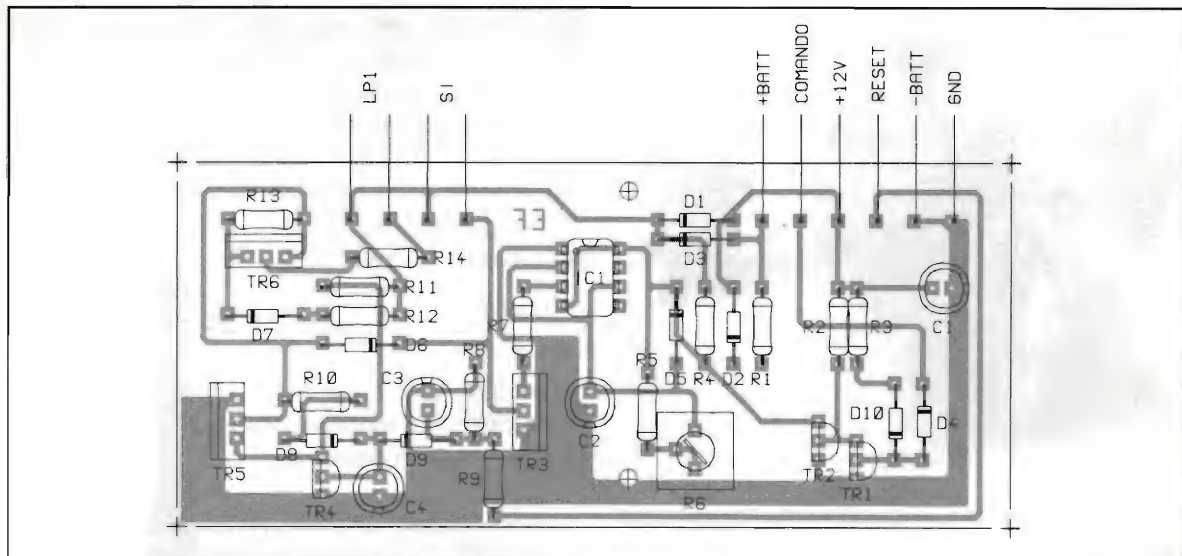 LP1
SI
+BATT
COMANDO
+12V
RESET
-BATT
GND
R13
EF
D1
D3
TR6
R14
IC1
R11
R12
D7
D6
R7
R8
C3
R10
D5
R4
D2
R1
R2
R3
C1
R5
D10
D4
D8
D9
TR5
TR3
C2
TR4
C4
R9
R6
TR2
TR1